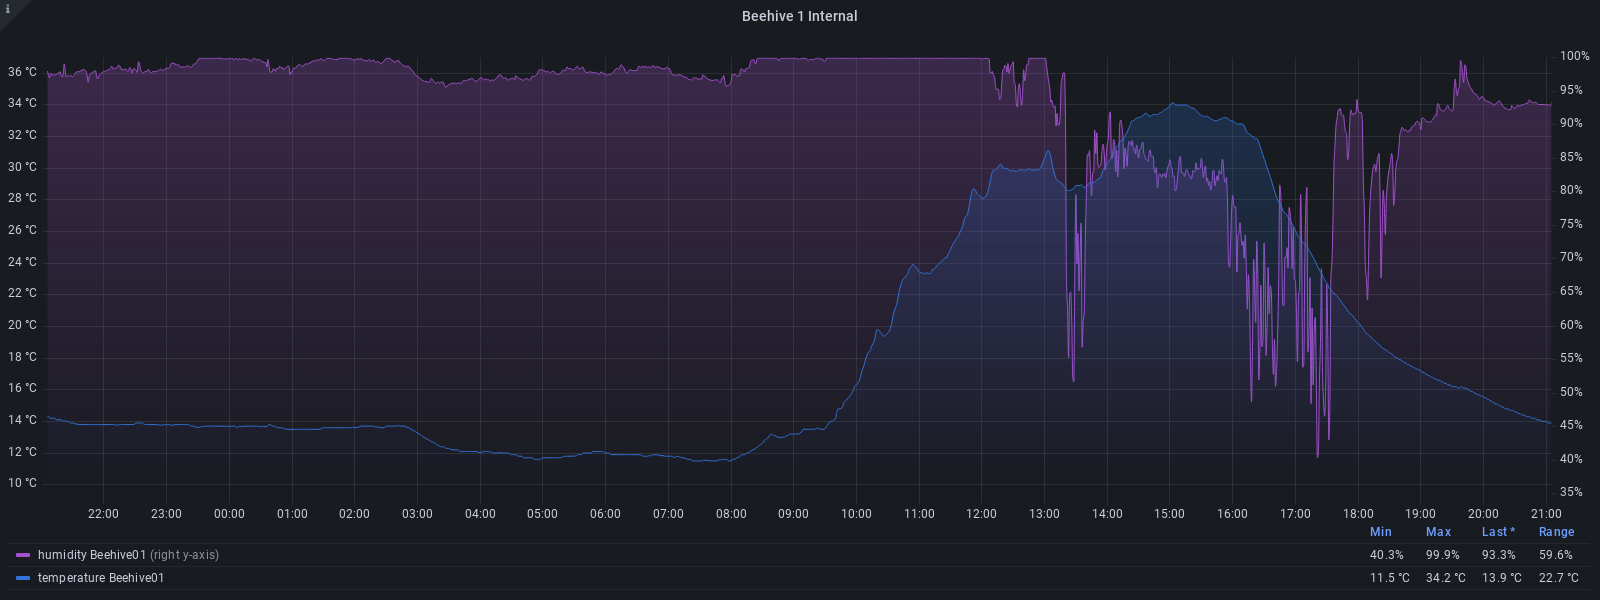 i
Beehive 1 Internal
36 °C
34 °C
32 °C
30 °C
28 °C
26 °C
24 °C
22 °C
20 °C
18 °C
16 °C
14 °C
12 °C
10 °C
100%
95%
90%
85%
80%
75%
70%
65%
60%
55%
50%
45%
40%
35%
22:00 23:00 00:00 01:00 02:00 03:00 04:00 05:00 06:00 07:00 08:00 09:00 10:00 11:00 12:00 13:00 14:00 15:00 16:00 17:00 18:00 19:00 20:00 21:00
Min Max Last * Range
humidity Beehive01 (right y-axis) 40.3% 99.9% 93.3% 59.6%
temperature Beehive01 11.5 °C 34.2 °C 13.9 °C 22.7 °C